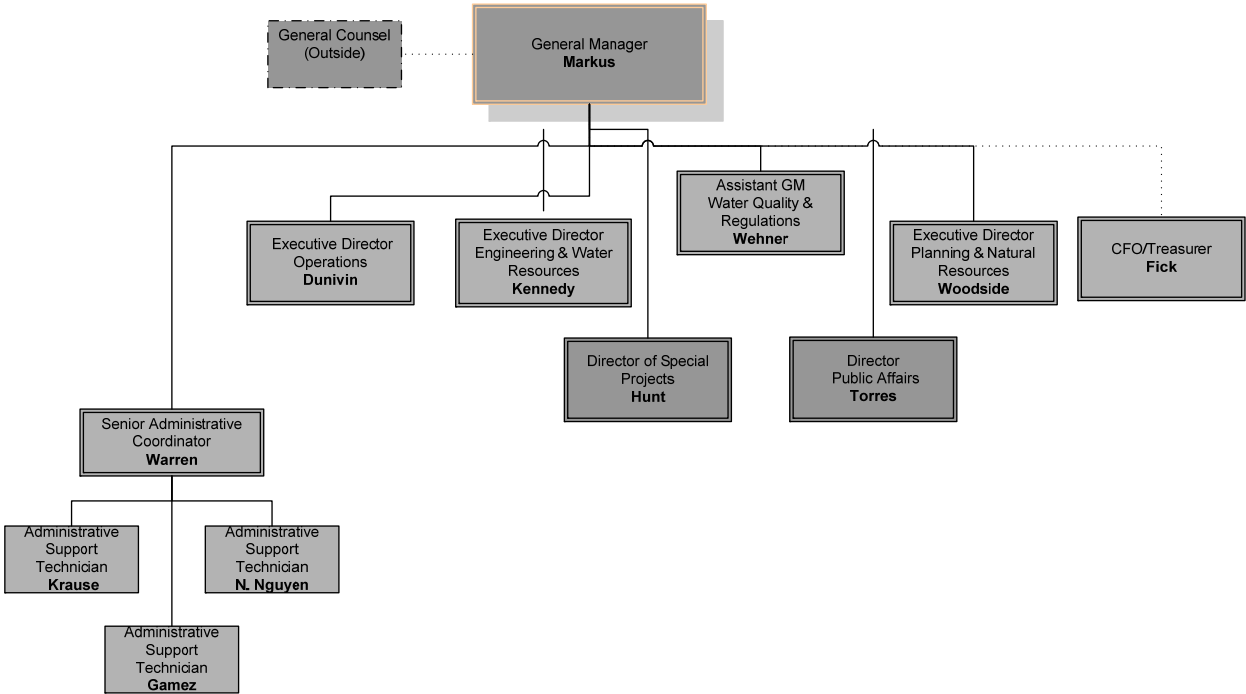 General Counsel
(Outside)
General Manager
Markus
Assistant GM
Water Quality &
Regulations
Wehner
Executive Director
Operations
Dunivin
Executive Director
Engineering & Water
Resources
Kennedy
Executive Director
Planning & Natural
Resources
Woodside
CFO/Treasurer
Fick
Director of Special
Projects
Hunt
Director
Public Affairs
Torres
Senior Administrative
Coordinator
Warren
Administrative
Support
Technician
Krause
Administrative
Support
Technician
N. Nguyen
Administrative
Support
Technician
Gamez